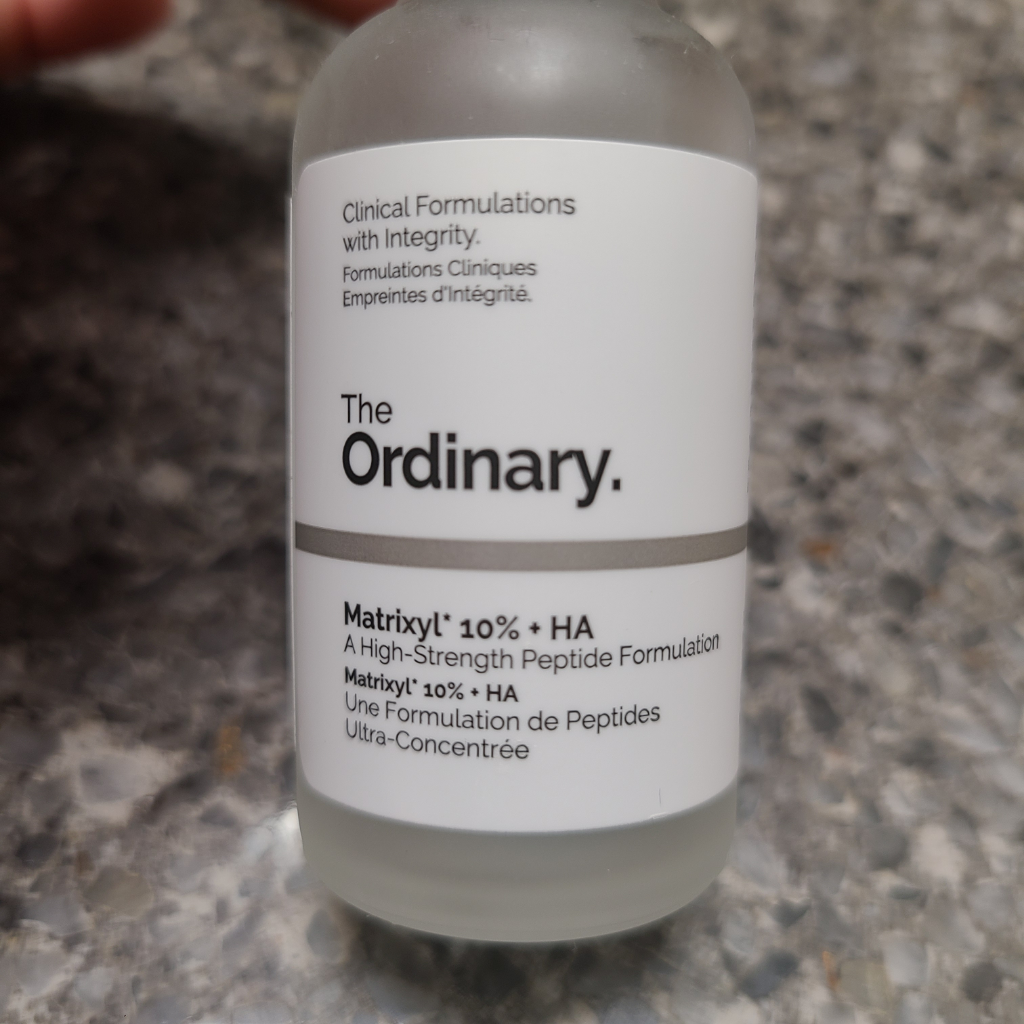 Clinical Formulations
with Integrity.
Formulations Cliniques
Empreintes d'Intégrité.
The
Ordinary.
Matrixyl* 10% + HA
A High-Strength Peptide Formulation
Matrixyl* 10% + HA
Une Formulation de Peptides
Ultra-Concentrée